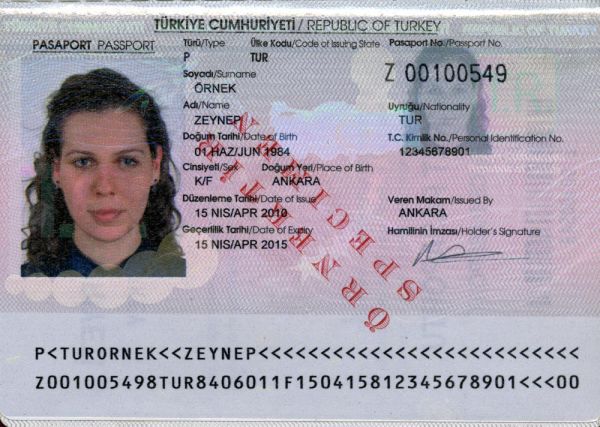 TÜRKİYE CUMHURİYETİ / REPUBLIC OF TURKEY
PASAPORT PASSPORT
Türü/Type Ülke Kodu/Code of Issuing State Pasaport No./Passport No.
P TUR Z 00100549
Soyadı/Surname
ÖRNEK
Adı/Name Uyruğu/Nationality
ZEYNEP TUR
Doğum Tarihi/Date of Birth T.C. Kimlik No./Personal Identification No.
01 HAZ/JUN 1984 12345678901
Cinsiyeti/Sex Doğum Yeri/Place of Birth
K/F ANKARA
Düzenleme Tarihi/Date of Issue Veren Makam/Issued By
15 NIS/APR 2010 ANKARA
Geçerlilik Tarihi/Date of Expiry Hamilinin İmzası/Holder's Signature
15 NIS/APR 2015
ÖRNEKTİR
SPECIMEN
P<TURORNEK<<ZEYNEP<<<<<<<<<<<<<<<<<<<<<<<<<<
Z001005498TUR8406011F150415812345678901<<<00